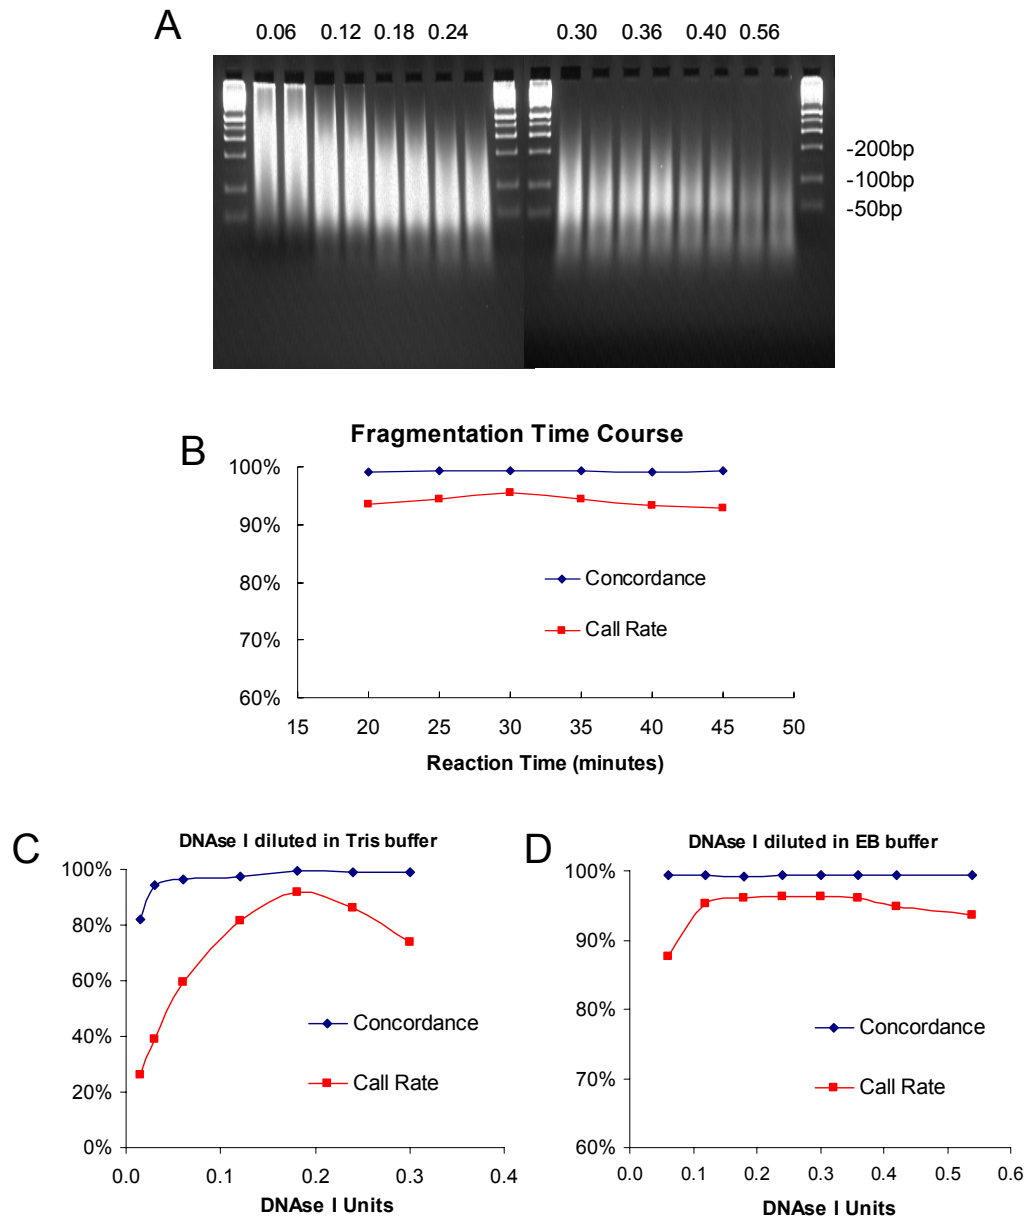 A
0.06 0.12 0.18 0.24 0.30 0.36 0.40 0.56
-200bp
-100bp
-50bp
B
Fragmentation Time Course
100%
90%
80%
70%
60%
Concordance
Call Rate
15 20 25 30 35 40 45 50
Reaction Time (minutes)
C
DNAse I diluted in Tris buffer
100%
80%
60%
40%
20%
0%
Concordance
Call Rate
0.0 0.1 0.2 0.3 0.4
DNAse I Units
D
DNAse I diluted in EB buffer
100%
90%
80%
70%
60%
Concordance
Call Rate
0.0 0.1 0.2 0.3 0.4 0.5 0.6
DNAse I Units